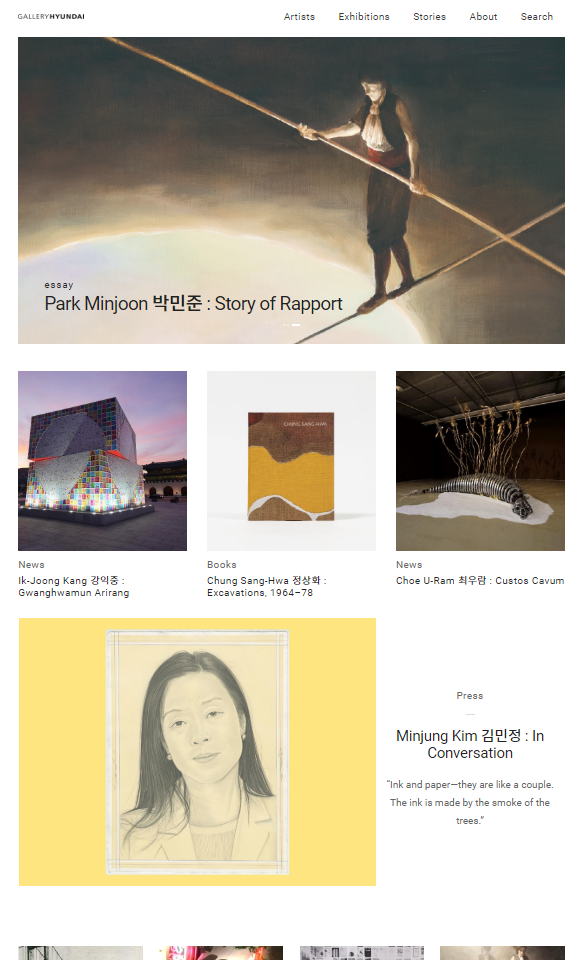 GALLERYHYUNDAI
Artists Exhibitions Stories About Search
essay
Park Minjoon 박민준 : Story of Rapport
CHUNG SANG-HWA
News
Ik-Joong Kang 강익중 :
Gwanghwamun Arirang
Books
Chung Sang-Hwa 정상화 :
Excavations, 1964–78
News
Choe U-Ram 최우람 : Custos Cavum
Press
Minjung Kim 김민정 : In
Conversation
“Ink and paper—they are like a couple.
The ink is made by the smoke of the
trees.”